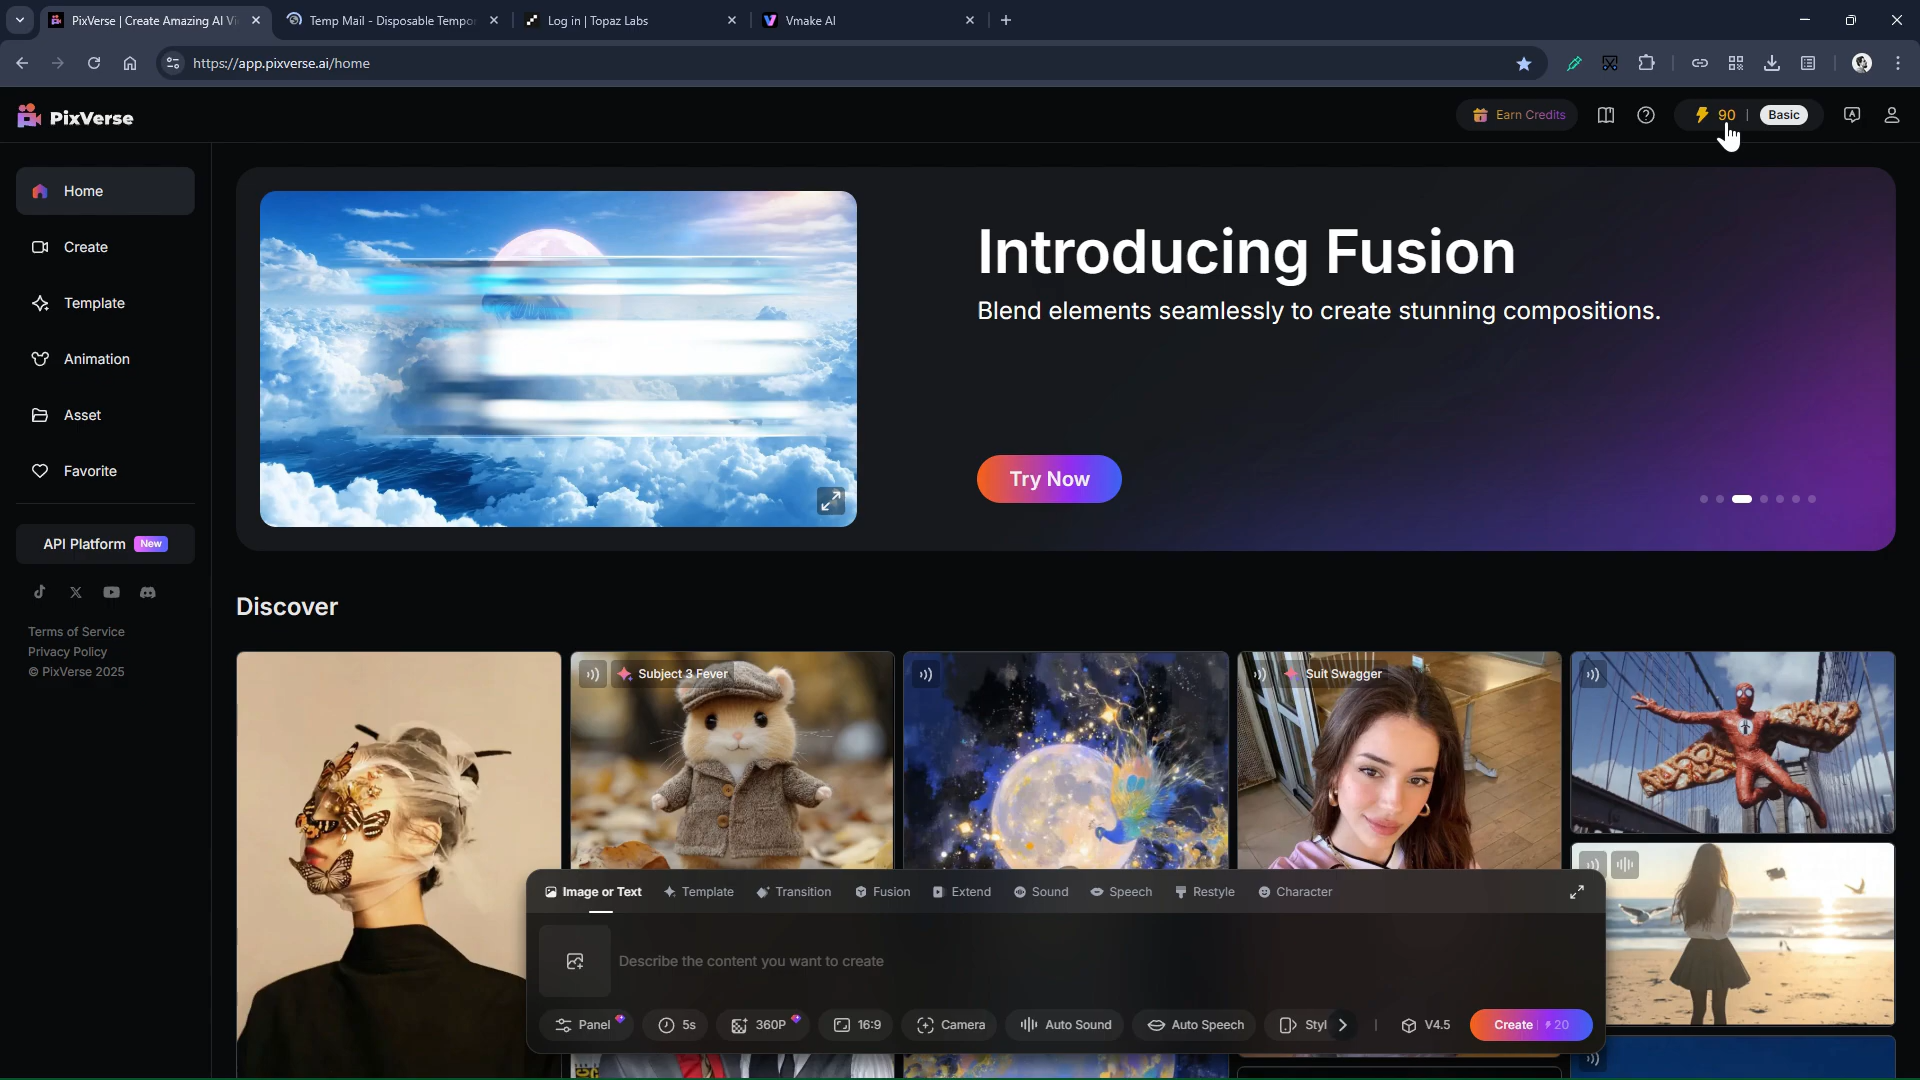 PixVerse | Create Amazing AI Vi
Temp Mail - Disposable Tempo
Log in | Topaz Labs
Vmake AI
https://app.pixverse.ai/home
PixVerse
Earn Credits
90
Basic
Home
Create
Template
Animation
Asset
Favorite
API Platform New
Terms of Service
Privacy Policy
© PixVerse 2025
Introducing Fusion
Blend elements seamlessly to create stunning compositions.
Try Now
Discover
Subject 3 Fever
Suit Swagger
Image or Text
Template
Transition
Fusion
Extend
Sound
Speech
Restyle
Character
Describe the content you want to create
Panel
5s
360P
16:9
Camera
Auto Sound
Auto Speech
Styl
V4.5
Create 20